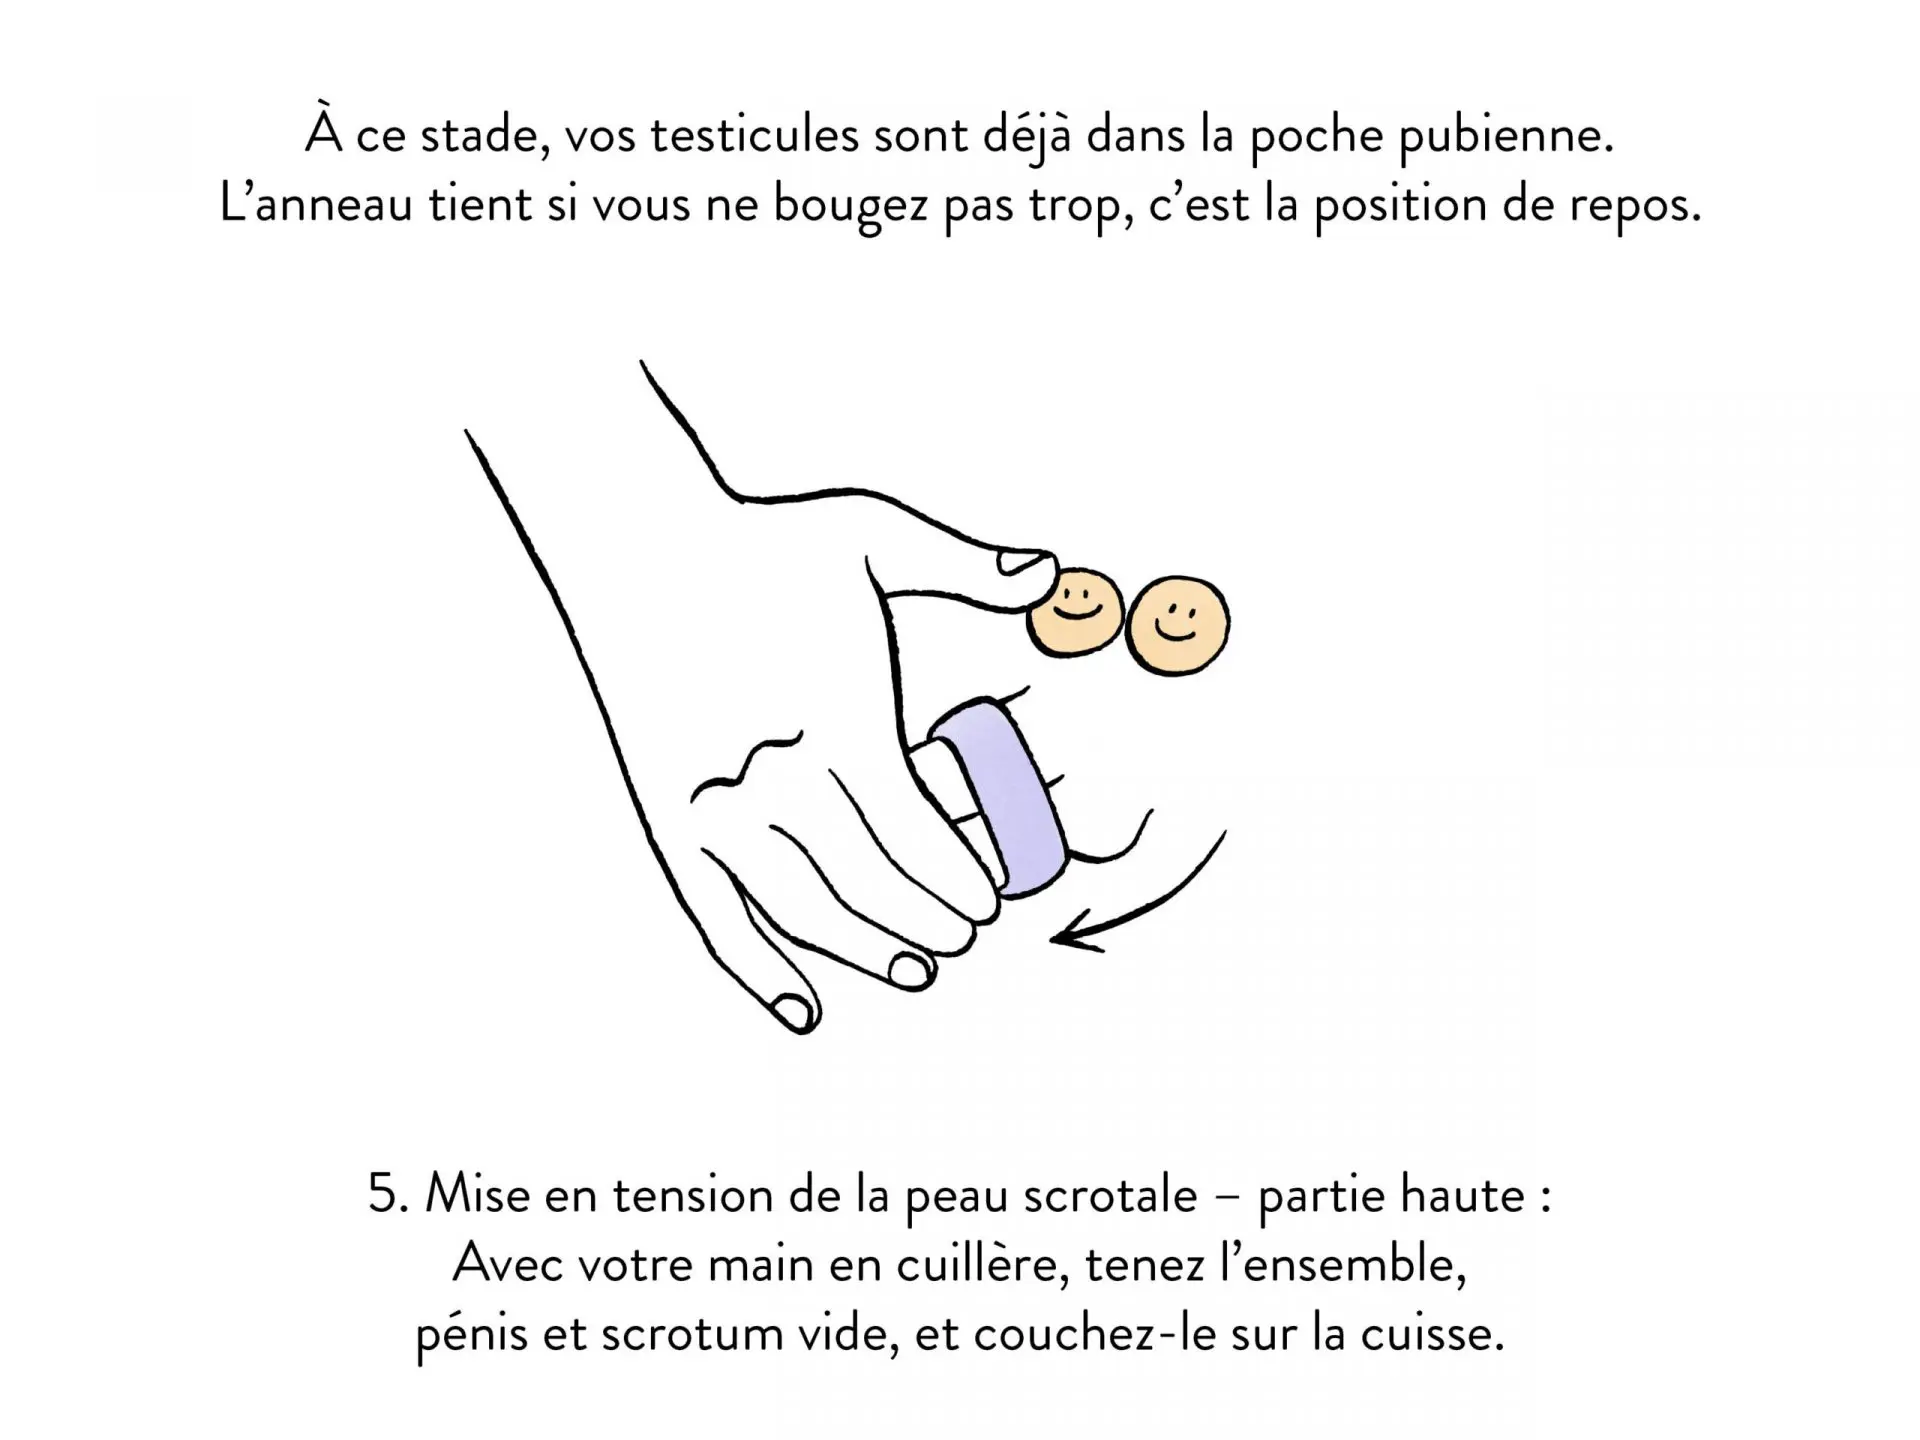 À ce stade, vos testicules sont déjà dans la poche pubienne.
L’anneau tient si vous ne bougez pas trop, c’est la position de repos.
5. Mise en tension de la peau scrotale – partie haute :
Avec votre main en cuillère, tenez l’ensemble,
pénis et scrotum vide, et couchez-le sur la cuisse.